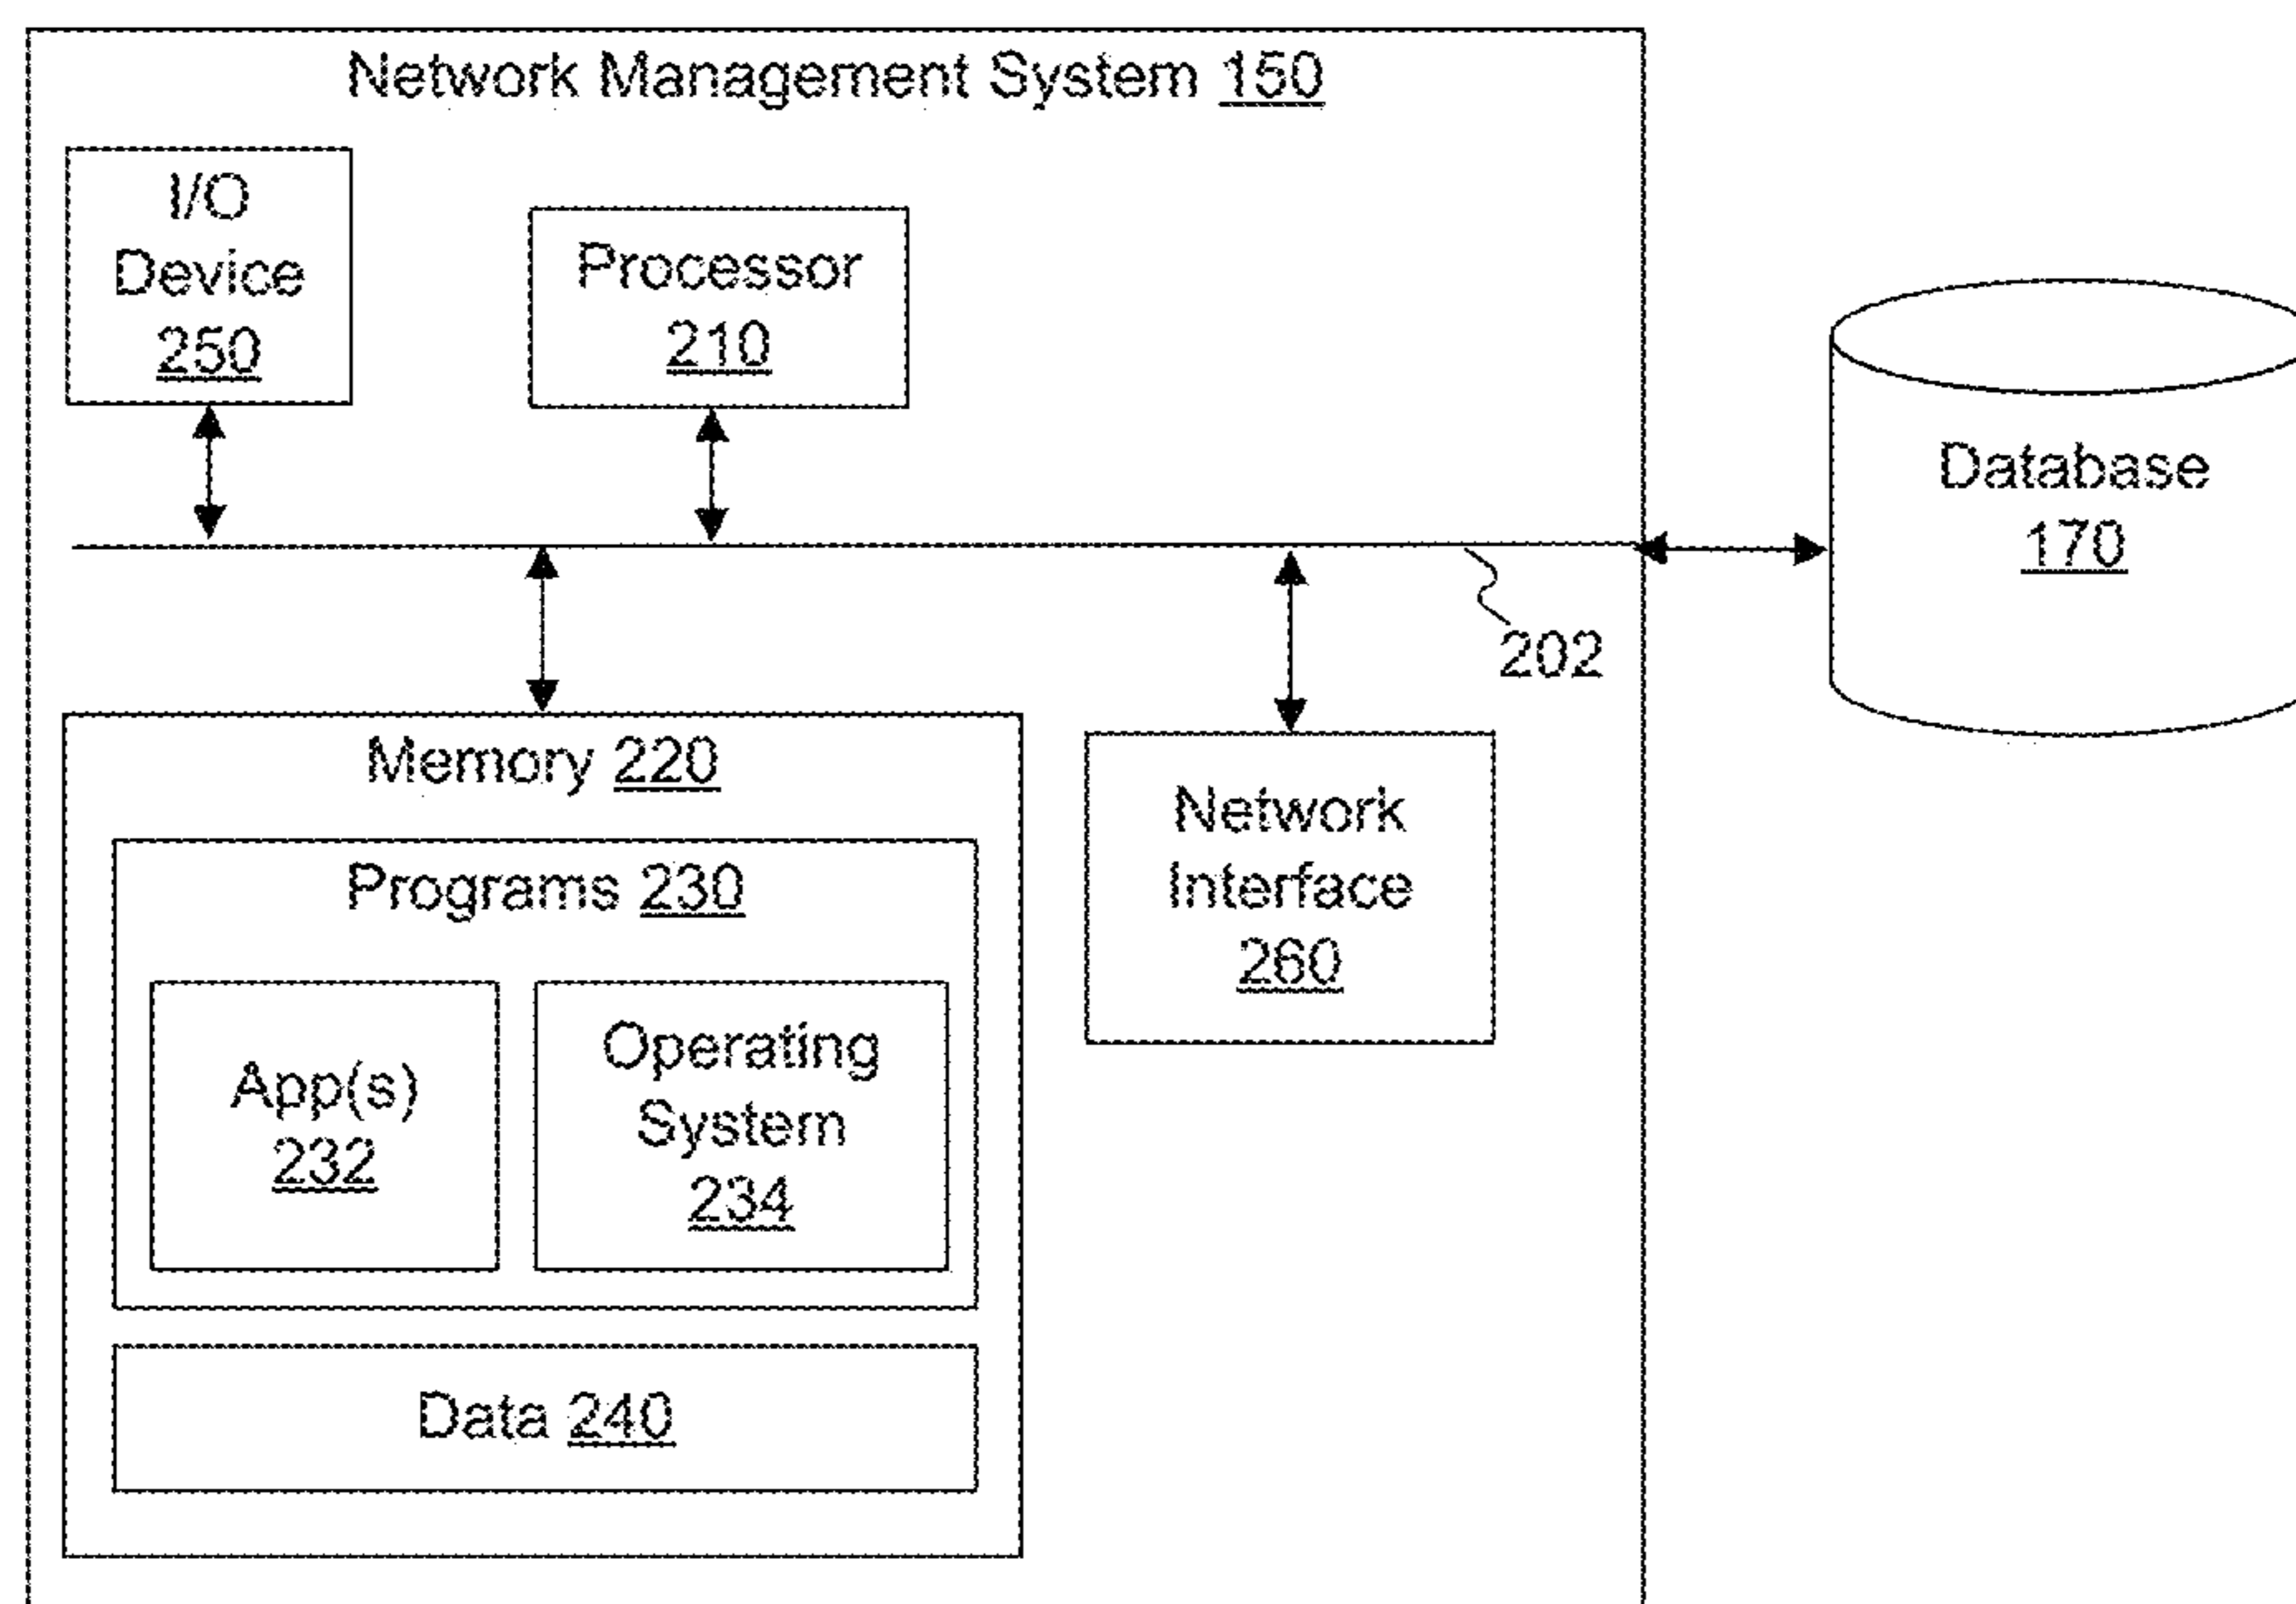 Network Management System 150
I/O
Device
250
Processor
210
Database
170
202
Memory 220
Programs 230
App(s)
232
Operating
System
234
Data 240
Network
Interface
260